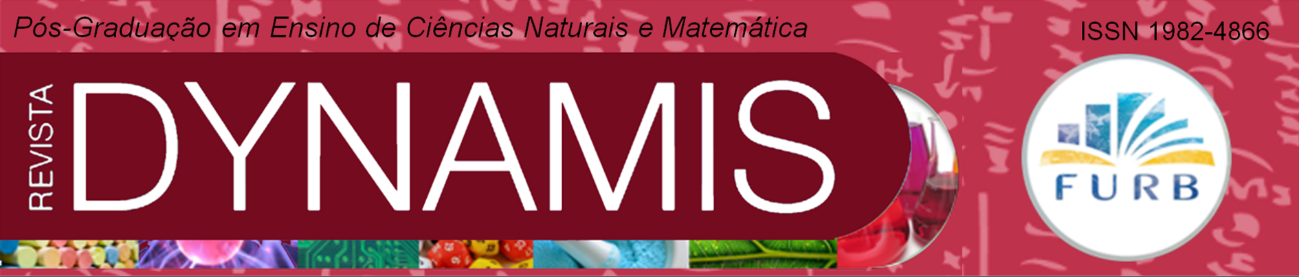 Pós-Graduação em Ensino de Ciências Naturais e Matemática
ISSN 1982-4866
REVISTA
DYNAMIS
FURB